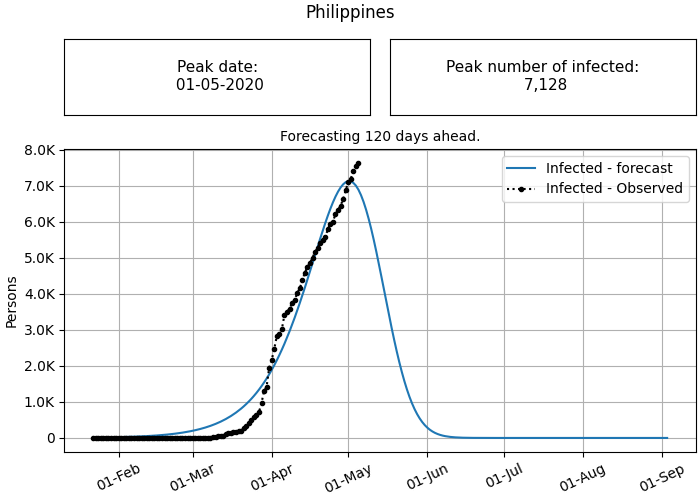 Philippines
Peak date:
01-05-2020
Peak number of infected:
7,128
Forecasting 120 days ahead.
8.0K
7.0K
6.0K
5.0K
4.0K
3.0K
2.0K
1.0K
0
Persons
Infected - forecast
Infected - Observed
01-Feb
01-Mar
01-Apr
01-May
01-Jun
01-Jul
01-Aug
01-Sep